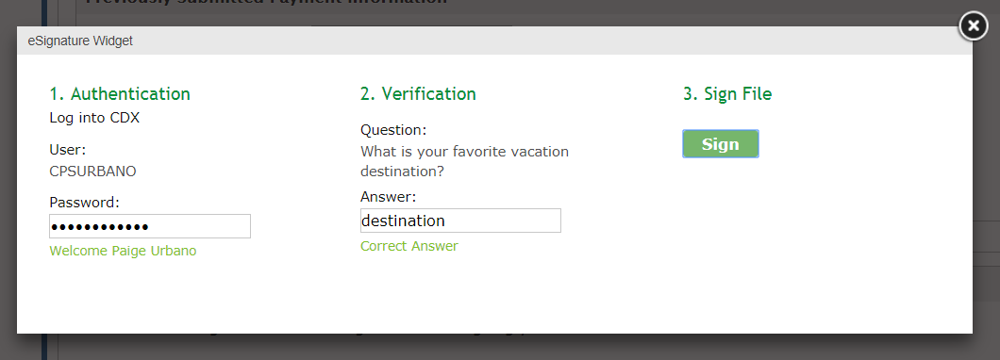 Previously Submitted Payment Information
eSignature Widget
1. Authentication
Log into CDX
User:
CPSURBANO
Password:
••••••••••••
Welcome Paige Urbano
2. Verification
Question:
What is your favorite vacation
destination?
Answer:
destination
Correct Answer
3. Sign File
Sign